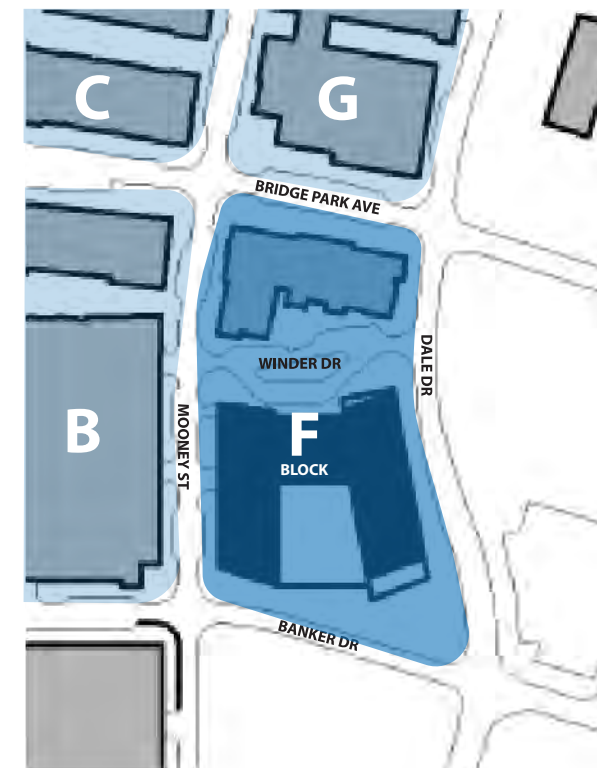 C
G
BRIDGE PARK AVE
WINDER DR
DALE DR
MOONEY ST
B
F
BLOCK
BANKER DR